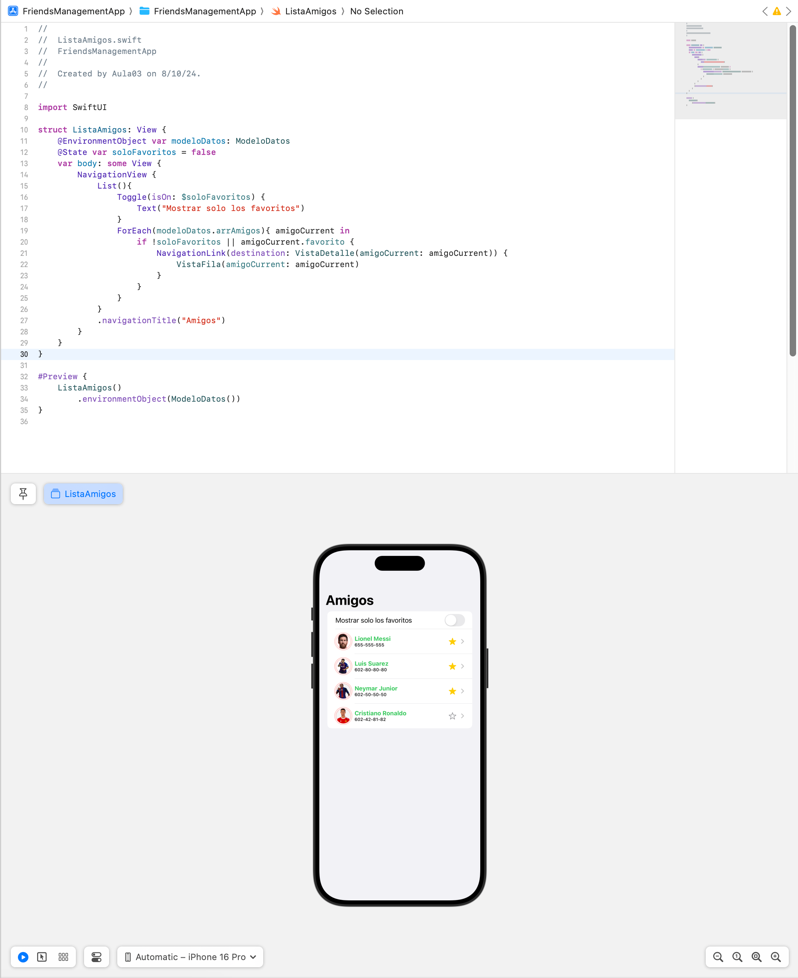 FriendsManagementApp 〉 FriendsManagementApp 〉 ListaAmigos 〉 No Selection
1 //
2 //  ListaAmigos.swift
3 //  FriendsManagementApp
4 //
5 //  Created by Aula03 on 8/10/24.
6 //
7
8 import SwiftUI
9
10 struct ListaAmigos: View {
11     @EnvironmentObject var modeloDatos: ModeloDatos
12     @State var soloFavoritos = false
13     var body: some View {
14         NavigationView {
15             List(){
16                 Toggle(isOn: $soloFavoritos) {
17                     Text("Mostrar solo los favoritos")
18                 }
19                 ForEach(modeloDatos.arrAmigos){ amigoCurrent in
20                     if !soloFavoritos || amigoCurrent.favorito {
21                         NavigationLink(destination: VistaDetalle(amigoCurrent: amigoCurrent)) {
22                             VistaFila(amigoCurrent: amigoCurrent)
23                         }
24                     }
25                 }
26             }
27             .navigationTitle("Amigos")
28         }
29     }
30 }
31
32 #Preview {
33     ListaAmigos()
34         .environmentObject(ModeloDatos())
35 }
36
ListaAmigos
Amigos
Mostrar solo los favoritos
Lionel Messi
655-555-555
Luis Suarez
602-80-80-80
Neymar Junior
602-50-50-50
Cristiano Ronaldo
602-42-81-82
Automatic – iPhone 16 Pro